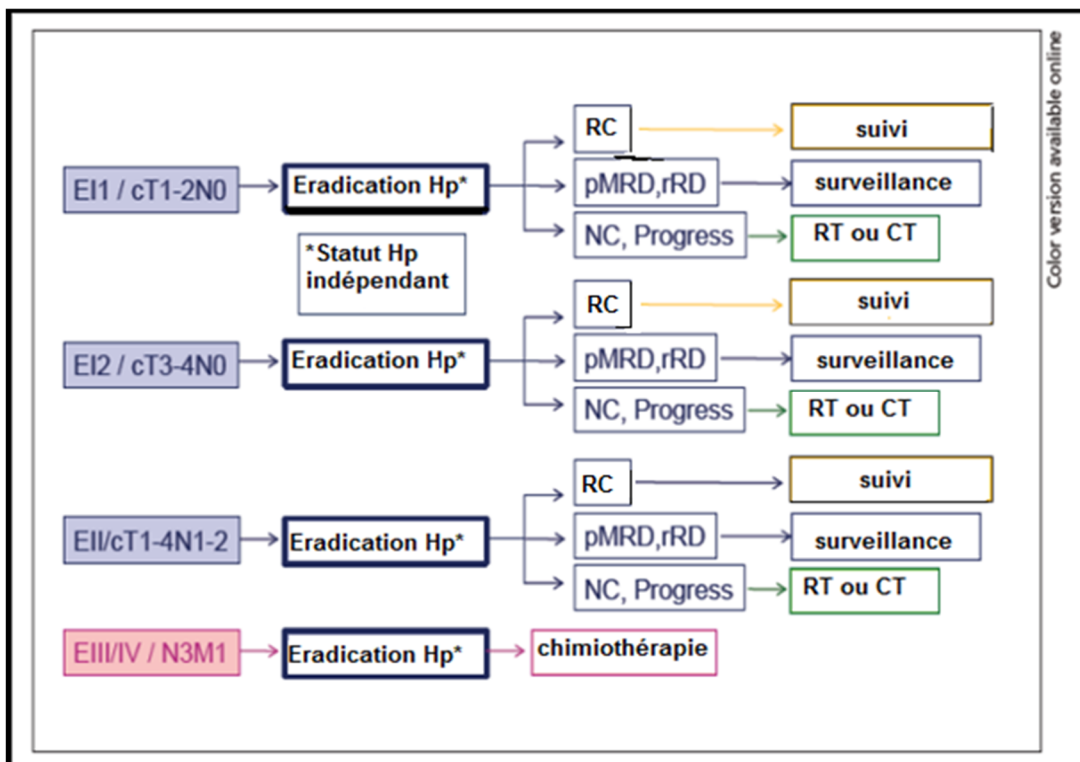 EI1 / cT1-2N0
Eradication Hp*
RC
suivi
pMRD,rRD
surveillance
NC, Progress
RT ou CT
*Statut Hp
indépendant
EI2 / cT3-4N0
Eradication Hp*
RC
suivi
pMRD,rRD
surveillance
NC, Progress
RT ou CT
EII/cT1-4N1-2
Eradication Hp*
RC
suivi
pMRD,rRD
surveillance
NC, Progress
RT ou CT
EIII/IV / N3M1
Eradication Hp*
chimiothérapie
Color version available online